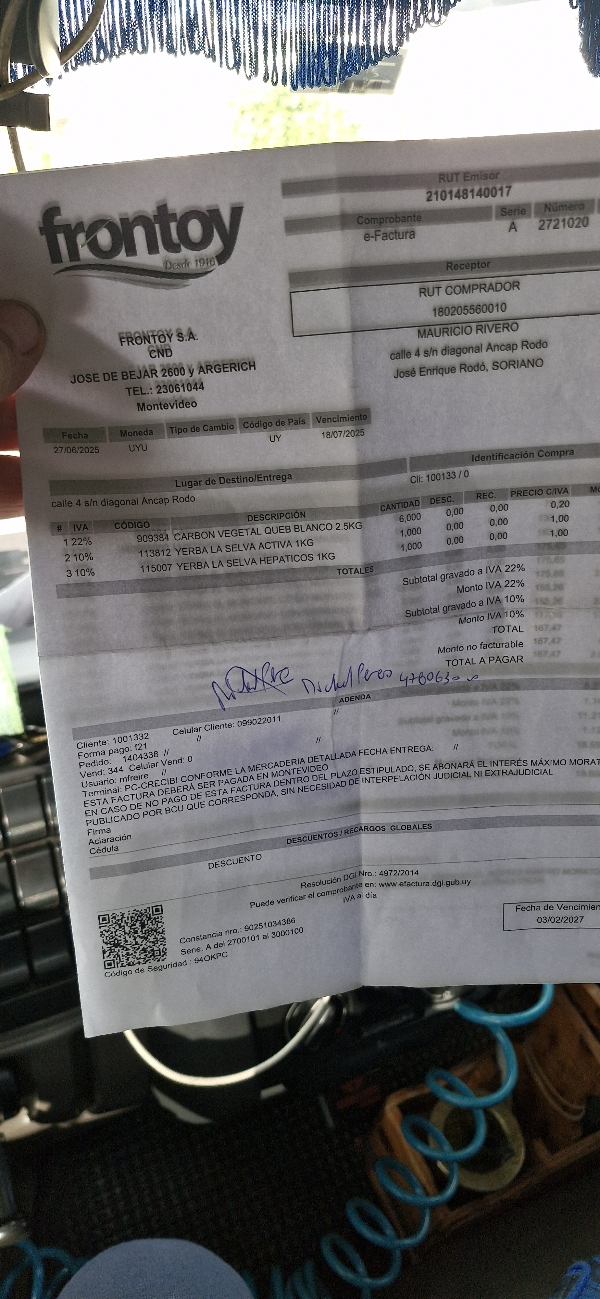 frontoy
Desde 1916
RUT Emisor
210148140017
Comprobante Serie Número
e-Factura A 2721020
Receptor
RUT COMPRADOR
180205560010
MAURICIO RIVERO
calle 4 s/n diagonal Ancap Rodo
José Enrique Rodó, SORIANO
FRONTOY S.A.
CND
JOSE DE BEJAR 2600 y ARGERICH
TEL.: 23061044
Montevideo
Fecha Moneda Tipo de Cambio Código de País Vencimiento
27/06/2025 UYU UY 18/07/2025
Lugar de Destino/Entrega Identificación Compra
calle 4 s/n diagonal Ancap Rodo Cli: 100133 / 0
# IVA CÓDIGO DESCRIPCIÓN CANTIDAD DESC. REC. PRECIO C/IVA
1 22% 909384 CARBON VEGETAL QUEB BLANCO 2.5KG 6,000 0,00 0,00 0,20
2 10% 113812 YERBA LA SELVA ACTIVA 1KG 1,000 0,00 0,00 1,00
3 10% 115007 YERBA LA SELVA HEPATICOS 1KG 1,000 0,00 0,00 1,00
TOTALES
Subtotal gravado a IVA 22%
Monto IVA 22%
Subtotal gravado a IVA 10%
Monto IVA 10%
TOTAL
Monto no facturable
TOTAL A PAGAR
ADENDA
Cliente: 1001332 Celular Cliente: 099022011 //
Forma pago: f21 //
Pedido: 1404338 // //
Vend: 344 Celular Vend: 0
Usuario: mfreire //
Terminal: PC-CRECIBI CONFORME LA MERCADERIA DETALLADA FECHA ENTREGA: //
ESTA FACTURA DEBERÁ SER PAGADA EN MONTEVIDEO
EN CASO DE NO PAGO DE ESTA FACTURA DENTRO DEL PLAZO ESTIPULADO, SE ABONARÁ EL INTERÉS MÁXIMO
PUBLICADO POR BCU QUE CORRESPONDA, SIN NECESIDAD DE INTERPELACIÓN JUDICIAL NI EXTRAJUDICIAL
Firma
Aclaración
Cédula
DESCUENTOS / RECARGOS GLOBALES
DESCUENTO
Resolución DGI Nro.: 4972/2014
Puede verificar el comprobante en: www.efactura.dgi.gub.uy
IVA al día
Constancia nro.: 90251034386
Serie: A del 2700101 al 3000100
Código de Seguridad : 94OKPC
Fecha de
03/02/2027